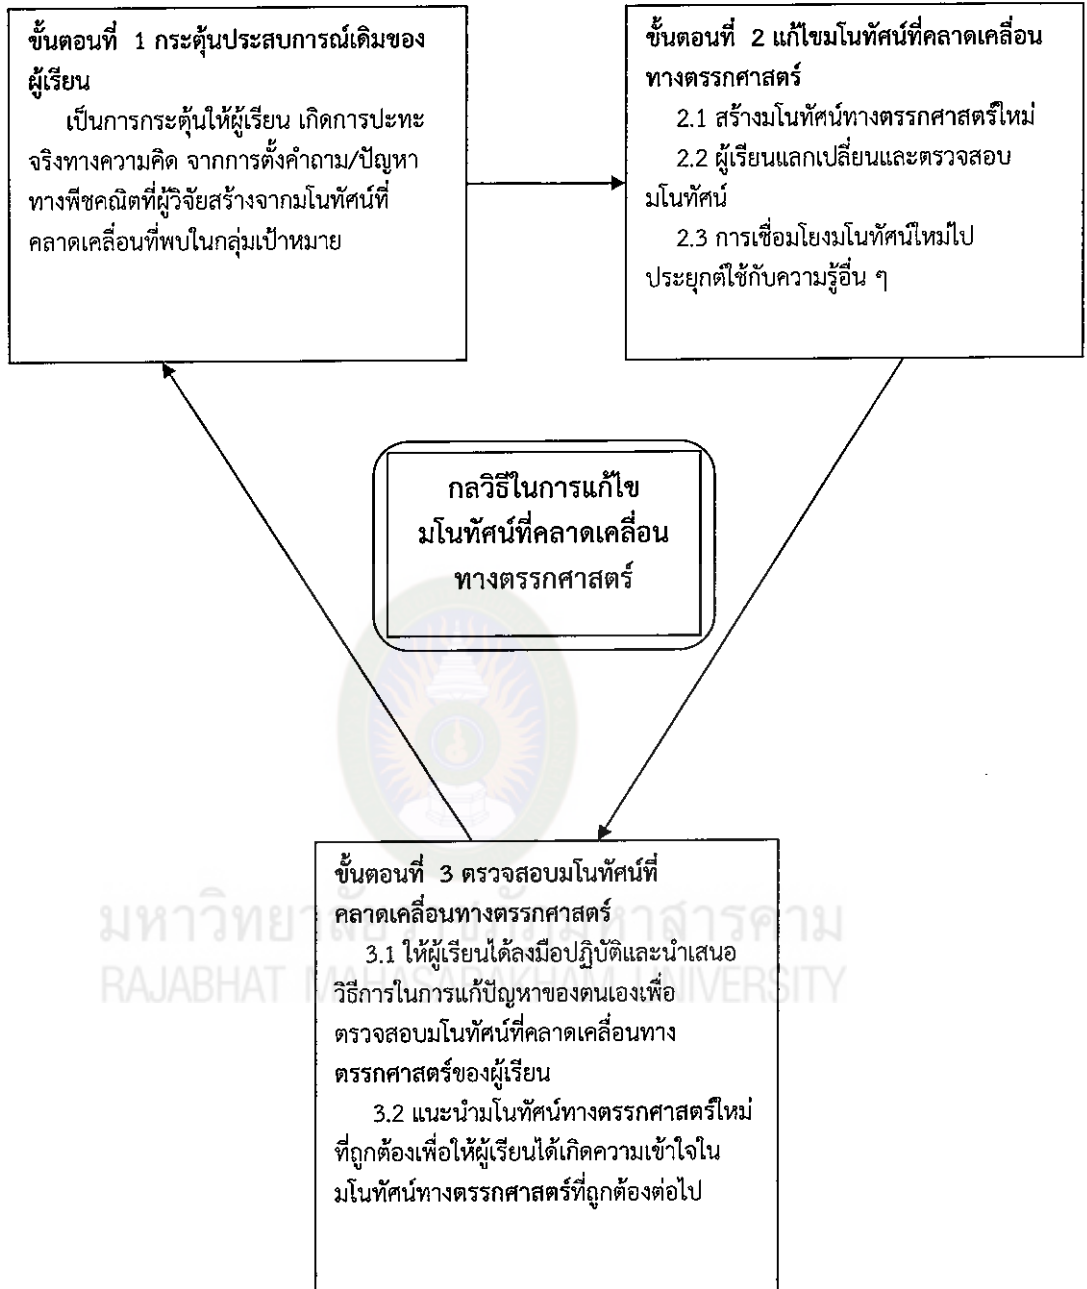 ขั้นตอนที่ 1 กระตุ้นประสบการณ์เดิมของ
ผู้เรียน
เป็นการกระตุ้นให้ผู้เรียน เกิดการปะทะ
จริงทางความคิด จากการตั้งคำถาม/ปัญหา
ทางพีชคณิตที่ผู้วิจัยสร้างจากมโนทัศน์ที่
คลาดเคลื่อนที่พบในกลุ่มเป้าหมาย
ขั้นตอนที่ 2 แก้ไขมโนทัศน์ที่คลาดเคลื่อน
ทางตรรกศาสตร์
2.1 สร้างมโนทัศน์ทางตรรกศาสตร์ใหม่
2.2 ผู้เรียนแลกเปลี่ยนและตรวจสอบ
มโนทัศน์
2.3 การเชื่อมโยงมโนทัศน์ใหม่ไป
ประยุกต์ใช้กับความรู้อื่น ๆ
กลวิธีในการแก้ไข
มโนทัศน์ที่คลาดเคลื่อน
ทางตรรกศาสตร์
ขั้นตอนที่ 3 ตรวจสอบมโนทัศน์ที่
คลาดเคลื่อนทางตรรกศาสตร์
3.1 ให้ผู้เรียนได้ลงมือปฏิบัติและนำเสนอ
วิธีการในการแก้ปัญหาของตนเองเพื่อ
ตรวจสอบมโนทัศน์ที่คลาดเคลื่อนทาง
ตรรกศาสตร์ของผู้เรียน
3.2 แนะนำมโนทัศน์ทางตรรกศาสตร์ใหม่
ที่ถูกต้องเพื่อให้ผู้เรียนได้เกิดความเข้าใจใน
มโนทัศน์ทางตรรกศาสตร์ที่ถูกต้องต่อไป
มหาวิทยาลัยราชภัฏมหาสารคาม
RAJABHAT MAHASARAKHAM UNIVERSITY